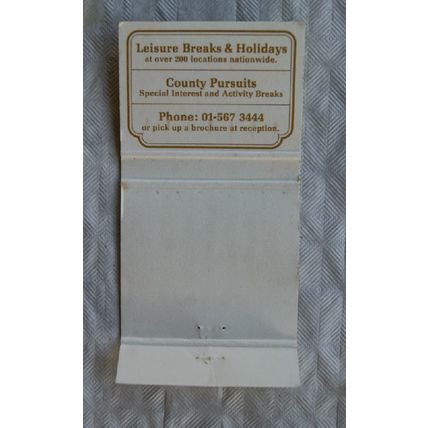 Leisure Breaks & Holidays
at over 200 locations nationwide.
County Pursuits
Special Interest and Activity Breaks
Phone: 01-567 3444
or pick up a brochure at reception.